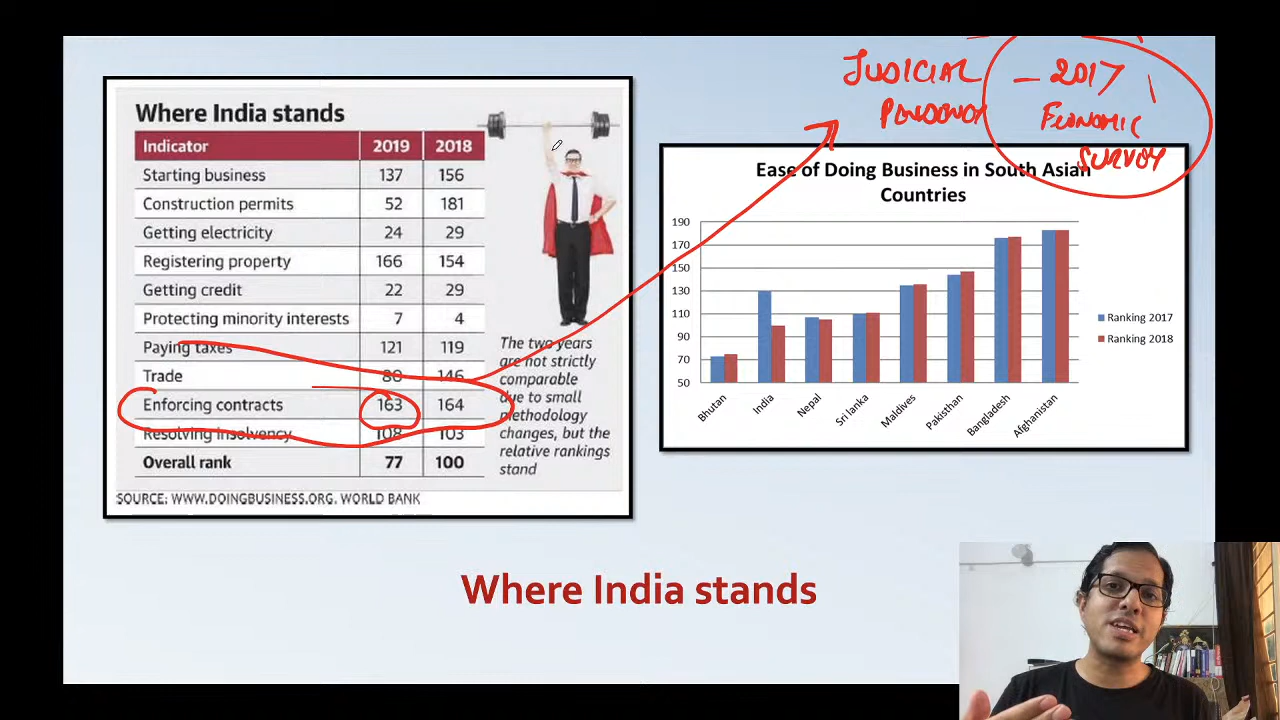 JUDICIAL
PENDENCY
- 2017
ECONOMIC
SURVEY
Where India stands
Indicator 2019 2018
Starting business 137 156
Construction permits 52 181
Getting electricity 24 29
Registering property 166 154
Getting credit 22 29
Protecting minority interests 7 4
Paying taxes 121 119
Trade 80 146
Enforcing contracts 163 164
Resolving insolvency 108 103
Overall rank 77 100
The two years
are not strictly
comparable
due to small
methodology
changes, but the
relative rankings
stand
SOURCE: WWW.DOINGBUSINESS.ORG. WORLD BANK
Ease of Doing Business in South Asian
Countries
190
170
150
130
110
90
70
50
Bhutan
India
Nepal
Sri lanka
Maldives
Pakisthan
Bangladesh
Afghanistan
Ranking 2017
Ranking 2018
Where India stands